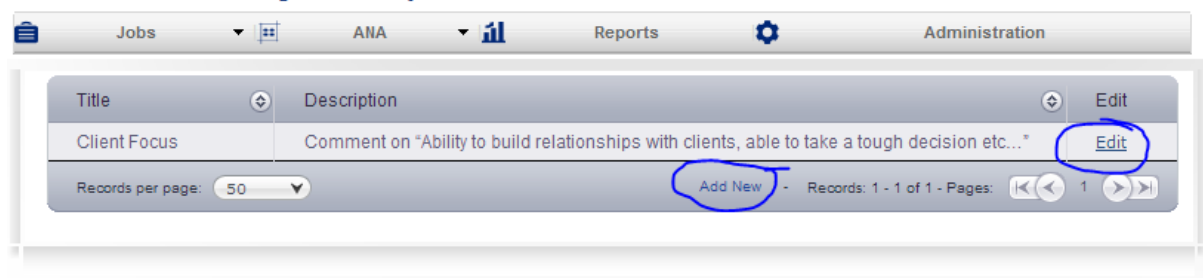 Jobs ANA Reports Administration
Title Description Edit
Client Focus Comment on “Ability to build relationships with clients, able to take a tough decision etc...” Edit
Records per page: 50 Add New - Records: 1 - 1 of 1 - Pages: 1